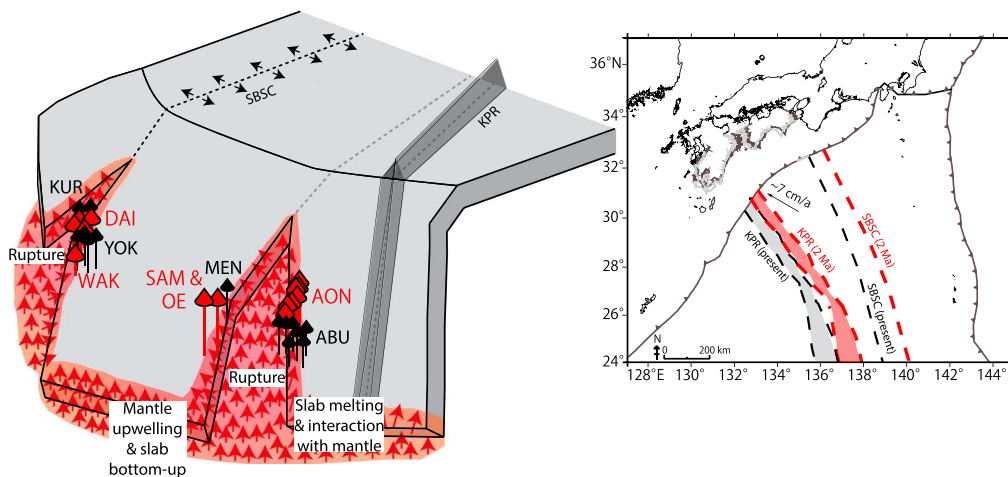 SBSC
KPR
KUR
DAI
Rupture
YOK
WAK
SAM &
OE
MEN
AON
ABU
Rupture
Mantle
upwelling
& slab
bottom-up
Slab melting
& interaction
with mantle
36°N
34°
32°
30°
28°
26°
24°
~7 cm/a
KPR (2 Ma)
KPR (present)
SBSC (2 Ma)
SBSC (present)
N
0 200 km
128°E 130° 132° 134° 136° 138° 140° 142° 144°